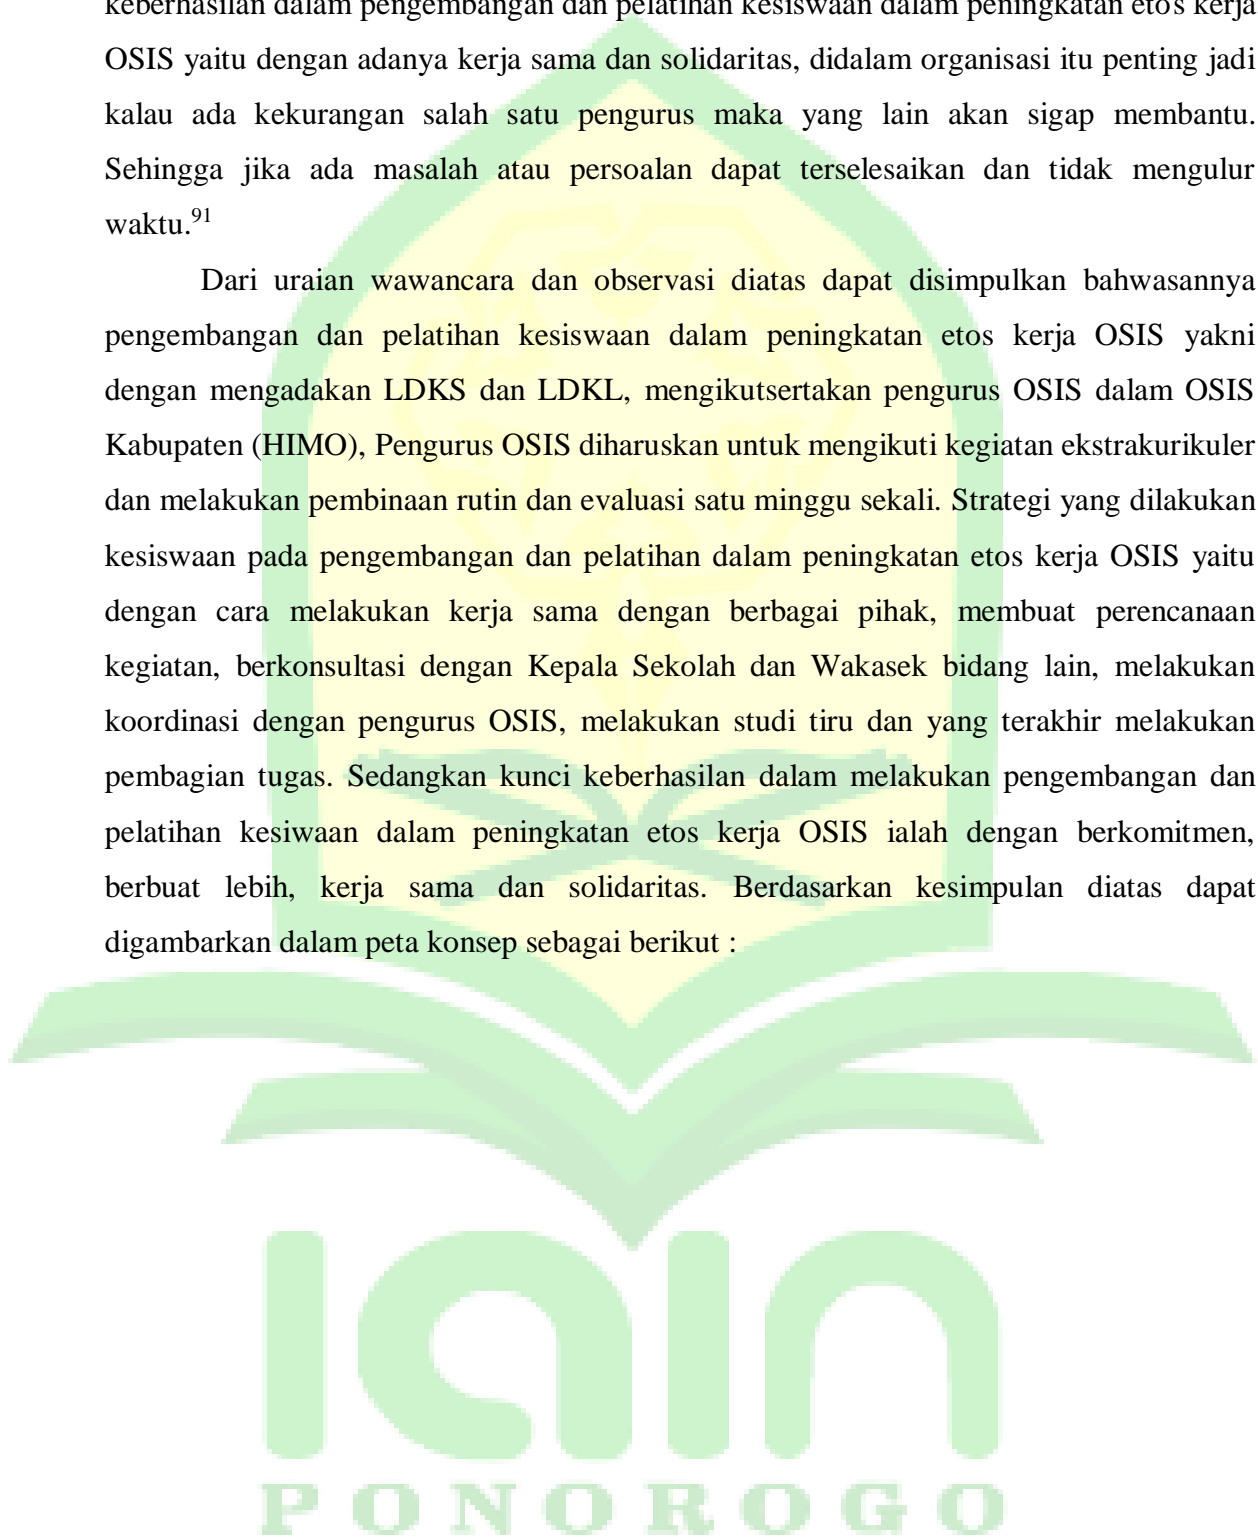 keberhasilan dalam pengembangan dan pelatihan kesiswaan dalam peningkatan etos kerja
OSIS yaitu dengan adanya kerja sama dan solidaritas, didalam organisasi itu penting jadi
kalau ada kekurangan salah satu pengurus maka yang lain akan sigap membantu.
Sehingga jika ada masalah atau persoalan dapat terselesaikan dan tidak mengulur
waktu.91
Dari uraian wawancara dan observasi diatas dapat disimpulkan bahwasannya
pengembangan dan pelatihan kesiswaan dalam peningkatan etos kerja OSIS yakni
dengan mengadakan LDKS dan LDKL, mengikutsertakan pengurus OSIS dalam OSIS
Kabupaten (HIMO), Pengurus OSIS diharuskan untuk mengikuti kegiatan ekstrakurikuler
dan melakukan pembinaan rutin dan evaluasi satu minggu sekali. Strategi yang dilakukan
kesiswaan pada pengembangan dan pelatihan dalam peningkatan etos kerja OSIS yaitu
dengan cara melakukan kerja sama dengan berbagai pihak, membuat perencanaan
kegiatan, berkonsultasi dengan Kepala Sekolah dan Wakasek bidang lain, melakukan
koordinasi dengan pengurus OSIS, melakukan studi tiru dan yang terakhir melakukan
pembagian tugas. Sedangkan kunci keberhasilan dalam melakukan pengembangan dan
pelatihan kesiwaan dalam peningkatan etos kerja OSIS ialah dengan berkomitmen,
berbuat lebih, kerja sama dan solidaritas. Berdasarkan kesimpulan diatas dapat
digambarkan dalam peta konsep sebagai berikut :
iain
PONOROGO